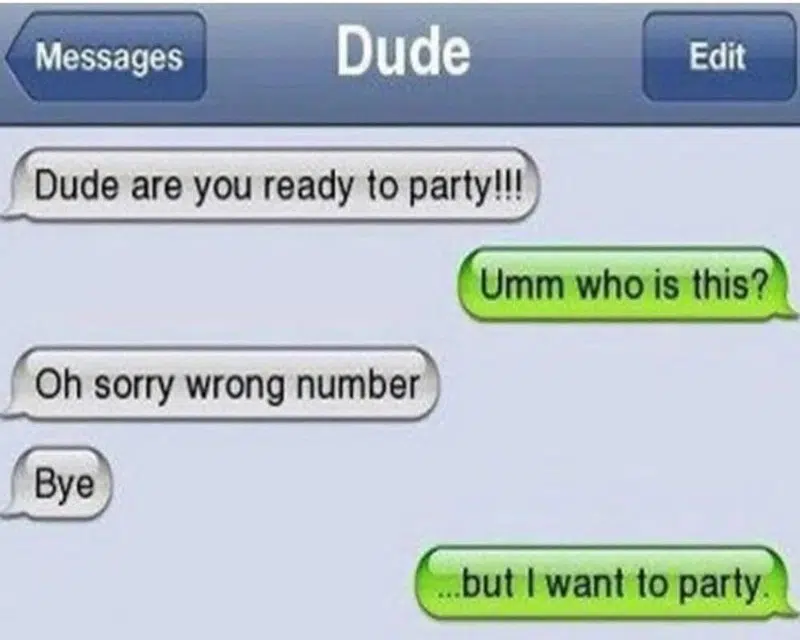 Messages
Dude
Edit
Dude are you ready to party!!!
Umm who is this?
Oh sorry wrong number
Bye
...but I want to party.